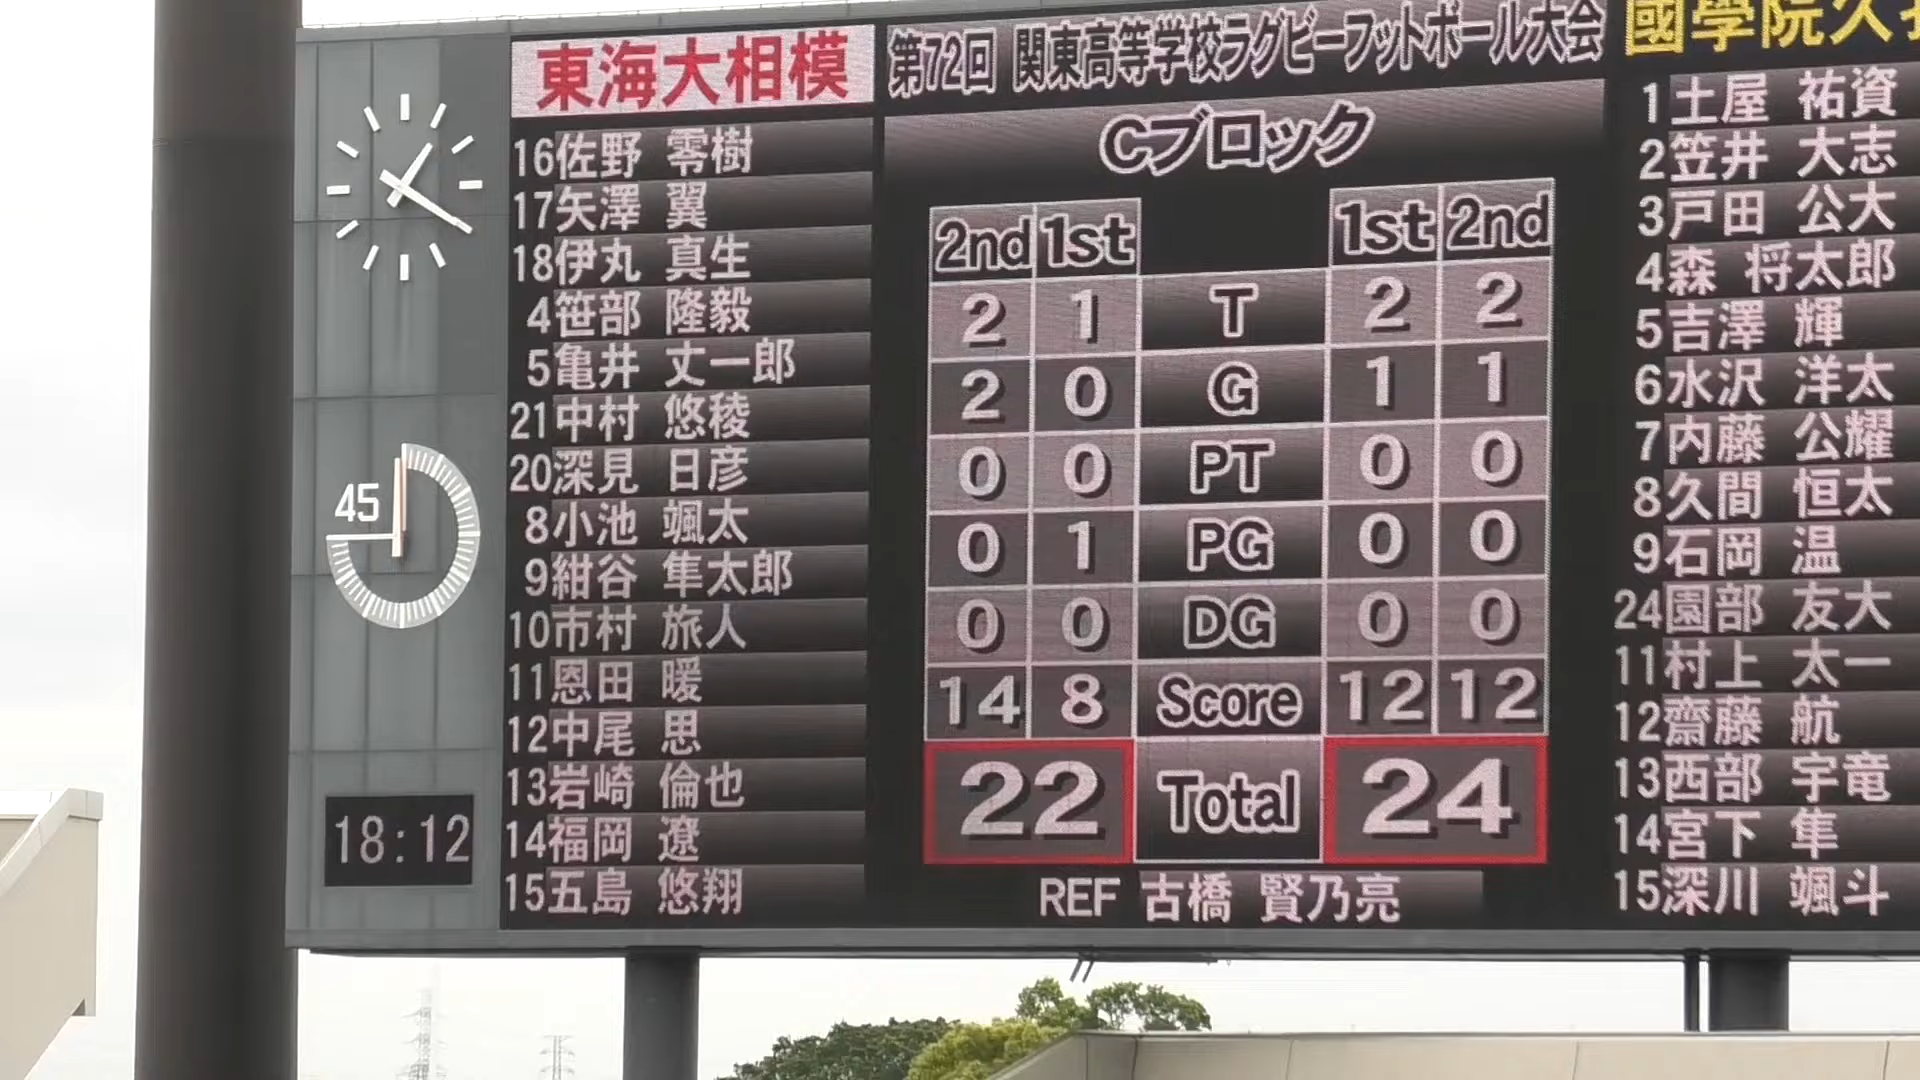 東海大相模
16佐野 零樹
17矢澤 翼
18伊丸 真生
4笹部 隆毅
5亀井 丈一郎
21中村 悠稜
20深見 日彦
8小池 颯太
9紺谷 隼太郎
10市村 旅人
11恩田 暖
12中尾 思
13岩崎 倫也
14福岡 遼
15五島 悠翔
45
18:12
第72回 関東高等学校ラグビーフットボール大会
Cブロック
2nd 1st 1st 2nd
2 1 T 2 2
2 0 G 1 1
0 0 PT 0 0
0 1 PG 0 0
0 0 DG 0 0
14 8 Score 12 12
22 Total 24
REF 古橋 賢乃亮
國學院久
1土屋 祐資
2笠井 大志
3戸田 公大
4森 将太郎
5吉澤 輝
6水沢 洋太
7内藤 公耀
8久間 恒太
9石岡 温
24園部 友大
11村上 太一
12齋藤 航
13西部 宇竜
14宮下 隼
15深川 颯斗